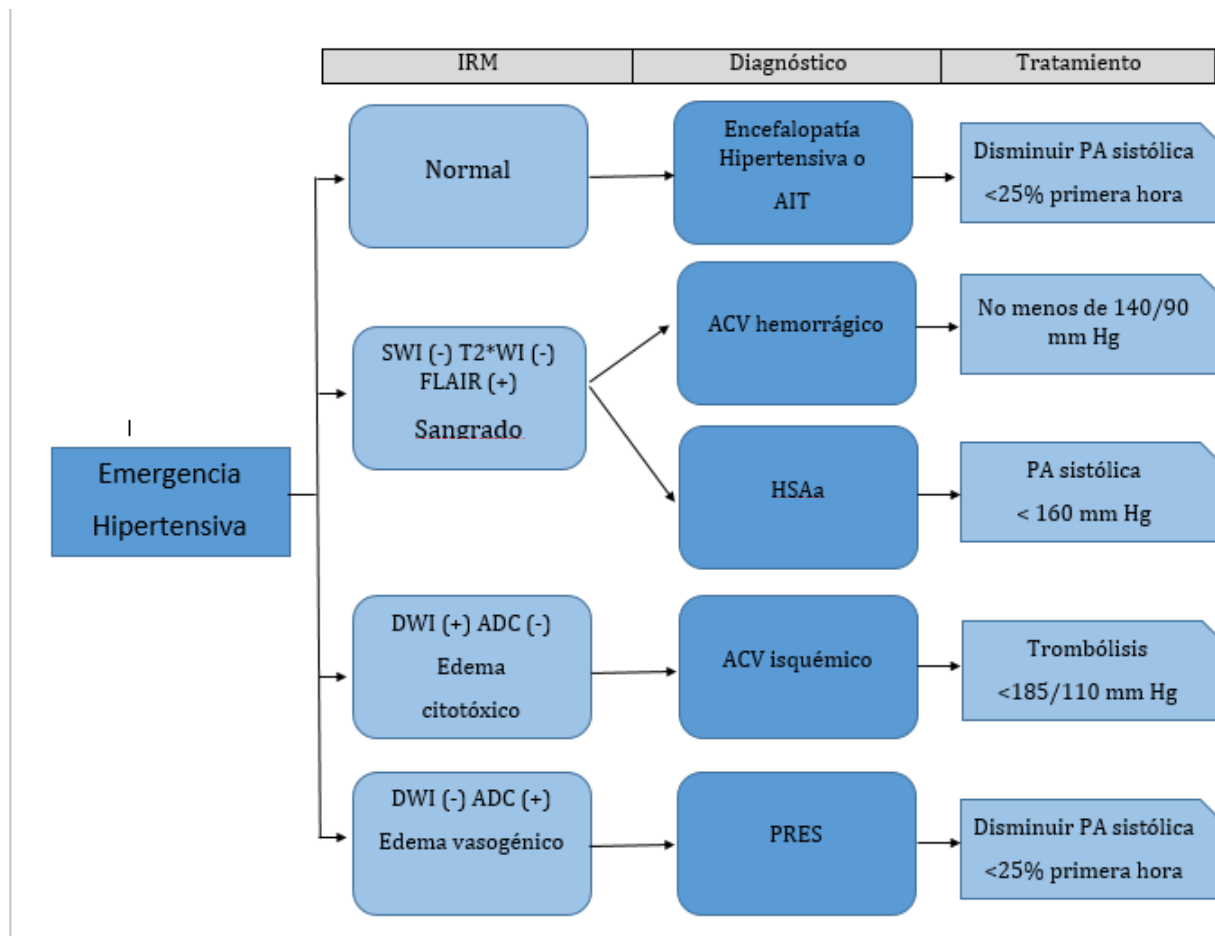 IRM
Diagnóstico
Tratamiento
Normal
Encefalopatía
Hipertensiva o
AIT
Disminuir PA sistólica
<25% primera hora
SWI (-) T2*WI (-)
FLAIR (+)
Sangrado
ACV hemorrágico
No menos de 140/90
mm Hg
HSAa
PA sistólica
< 160 mm Hg
Emergencia
Hipertensiva
DWI (+) ADC (-)
Edema
citotóxico
ACV isquémico
Trombólisis
<185/110 mm Hg
DWI (-) ADC (+)
Edema vasogénico
PRES
Disminuir PA sistólica
<25% primera hora